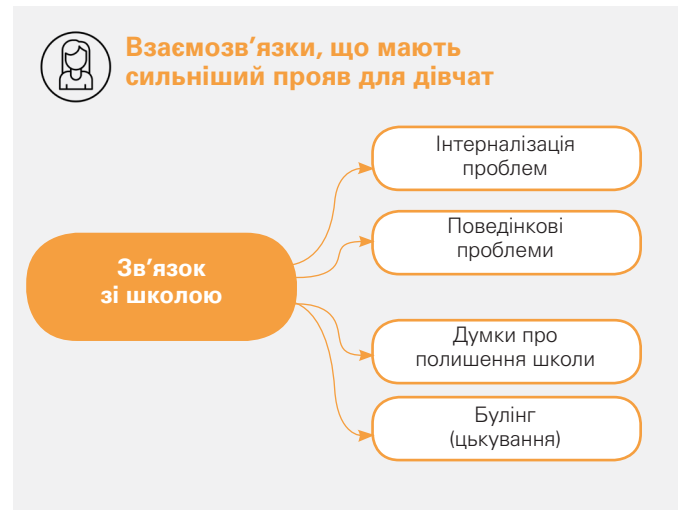 Взаємозв’язки, що мають
сильніший прояв для дівчат
Зв’язок
зі школою
Інтерналізація
проблем
Поведінкові
проблеми
Думки про
полишення школи
Булінг
(цькування)